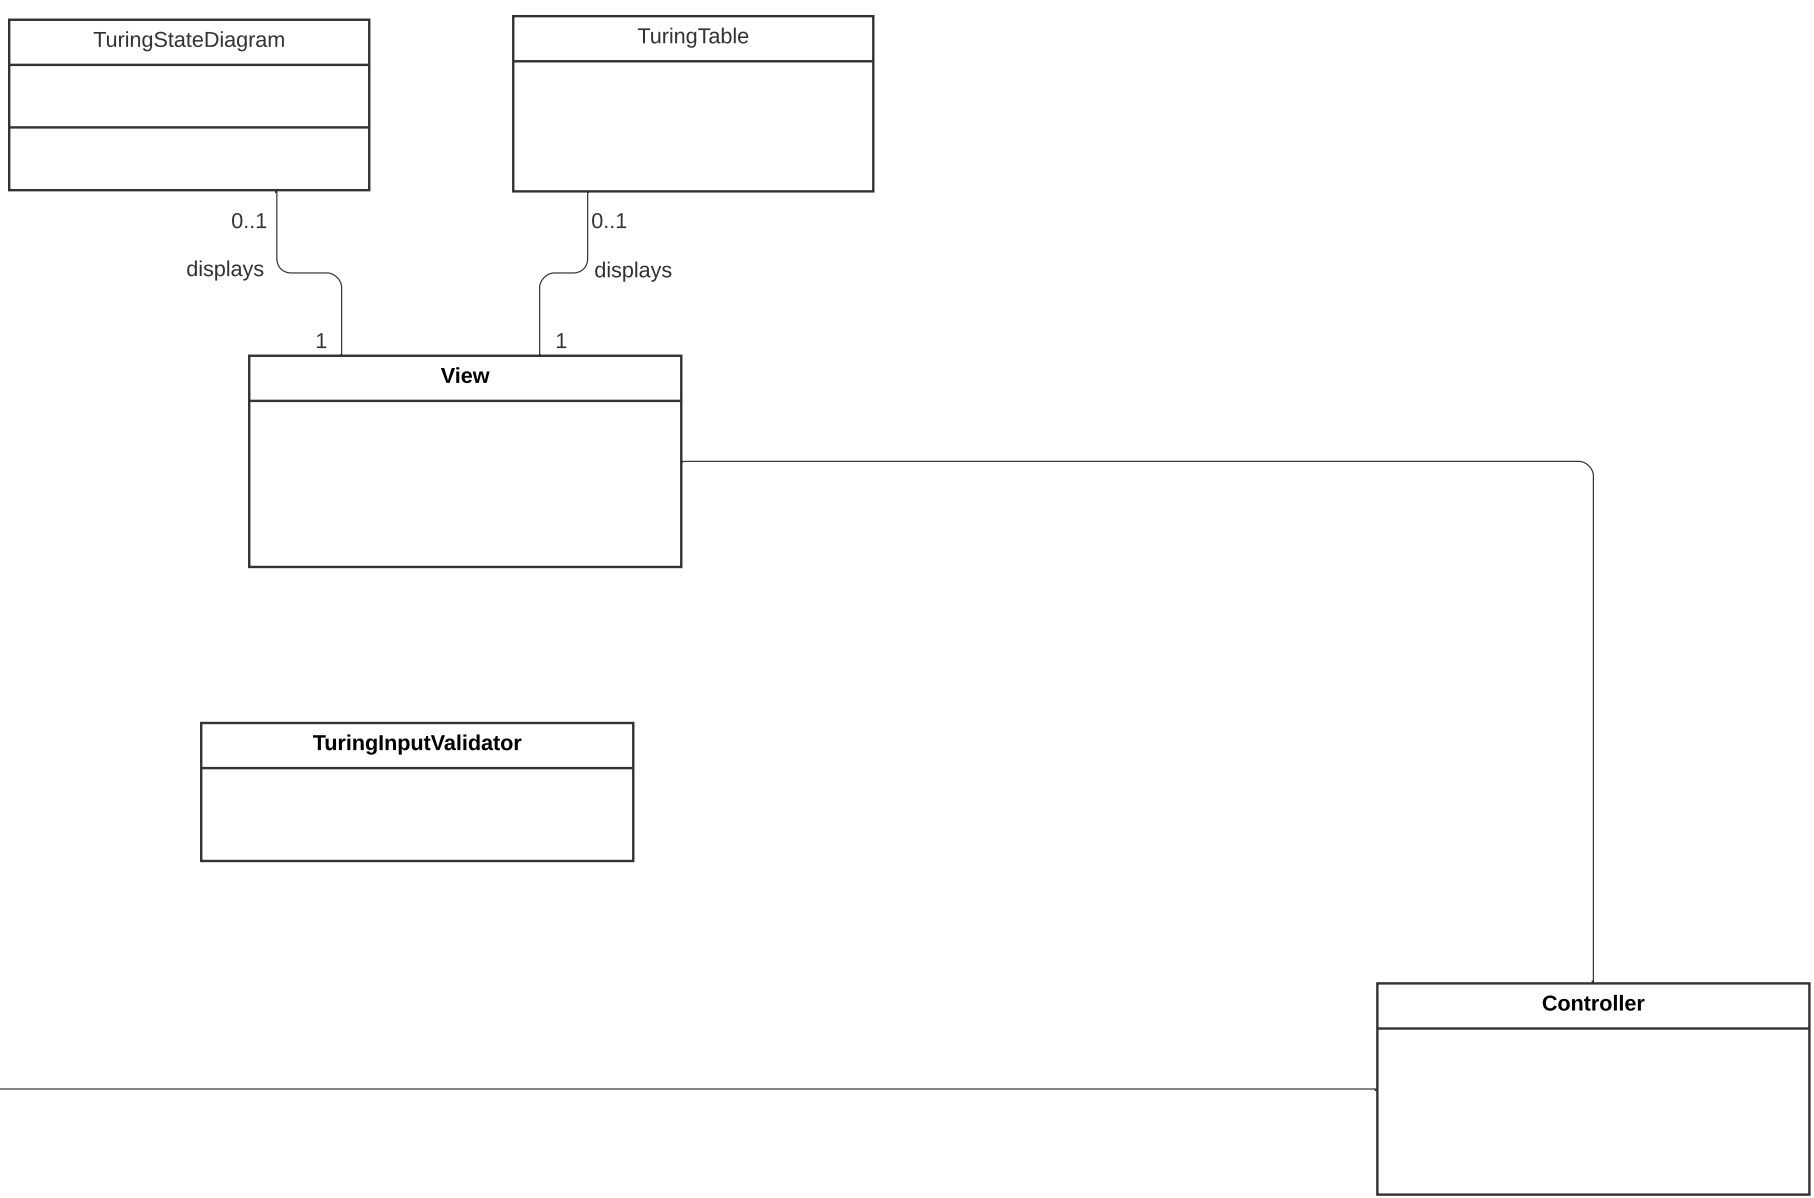 TuringStateDiagram
TuringTable
0..1
0..1
displays
displays
1
1
View
TuringInputValidator
Controller